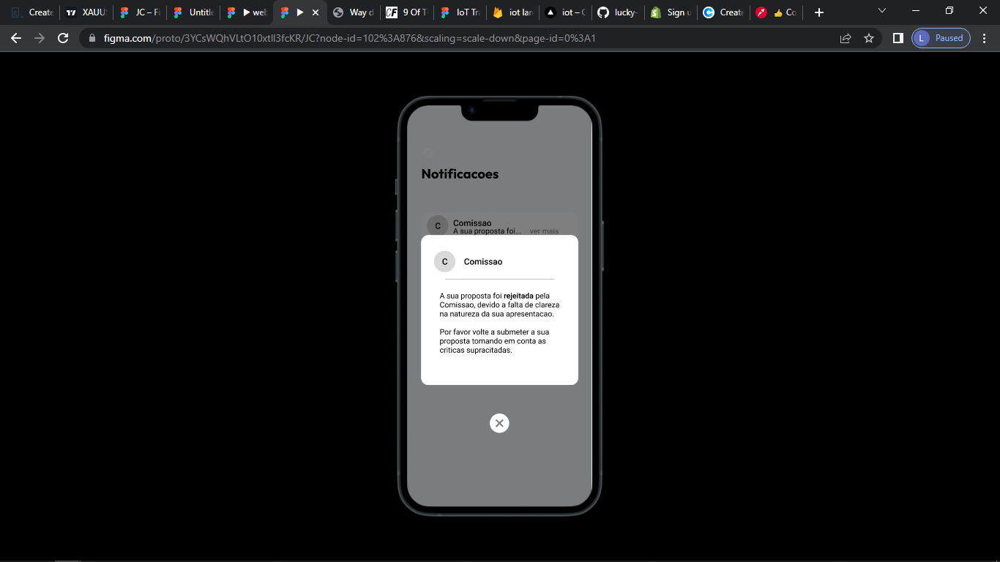 Create
XAUUS
JC – Fi
Untitle
web
Way d
CF
9 Of T
IoT Tra
iot lan
iot – C
lucky-
Sign u
Create
Co
figma.com/proto/3YCsWQhVLtO10xtIl3fcKR/JC?node-id=102%3A876&scaling=scale-down&page-id=0%3A1
L
Paused
Notificacoes
C
Comissao
A sua proposta foi...
ver mais
C
Comissao
A sua proposta foi rejeitada pela
Comissao, devido a falta de clareza
na natureza da sua apresentacao.
Por favor volte a submeter a sua
proposta tomando em conta as
criticas supracitadas.